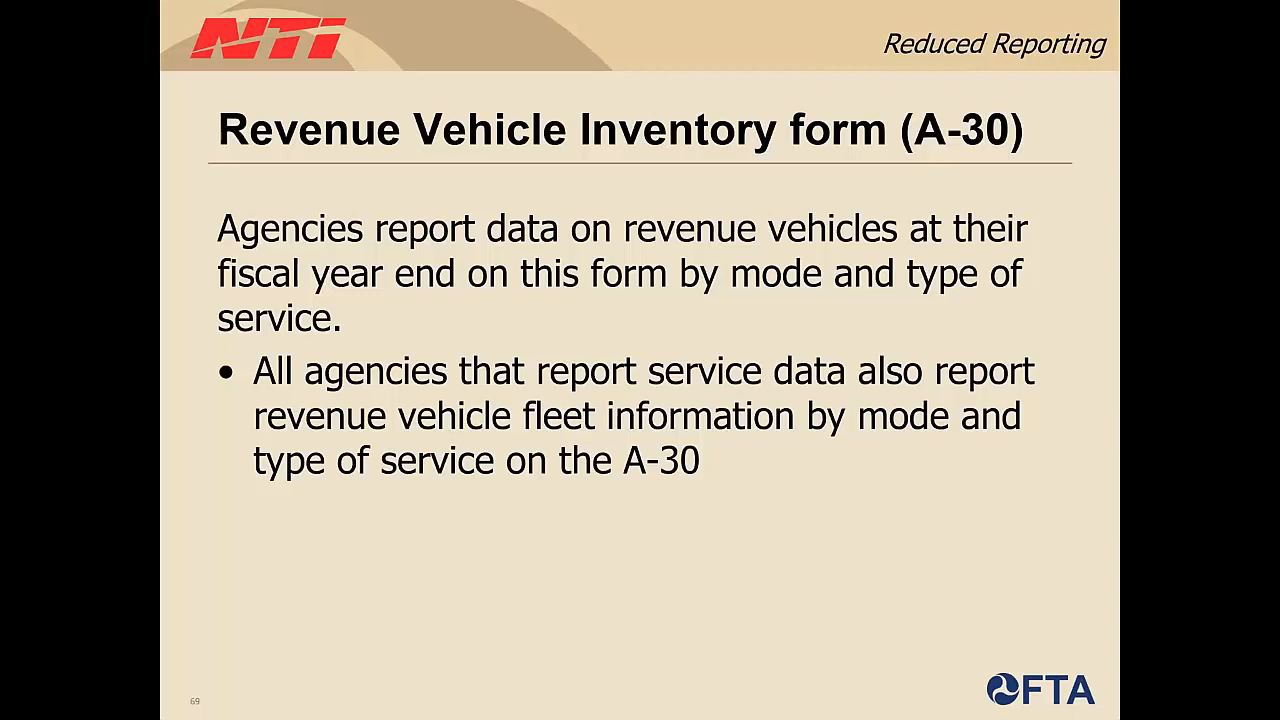 NTI
Reduced Reporting
Revenue Vehicle Inventory form (A-30)
Agencies report data on revenue vehicles at their
fiscal year end on this form by mode and type of
service.
• All agencies that report service data also report
revenue vehicle fleet information by mode and
type of service on the A-30
69
FTA